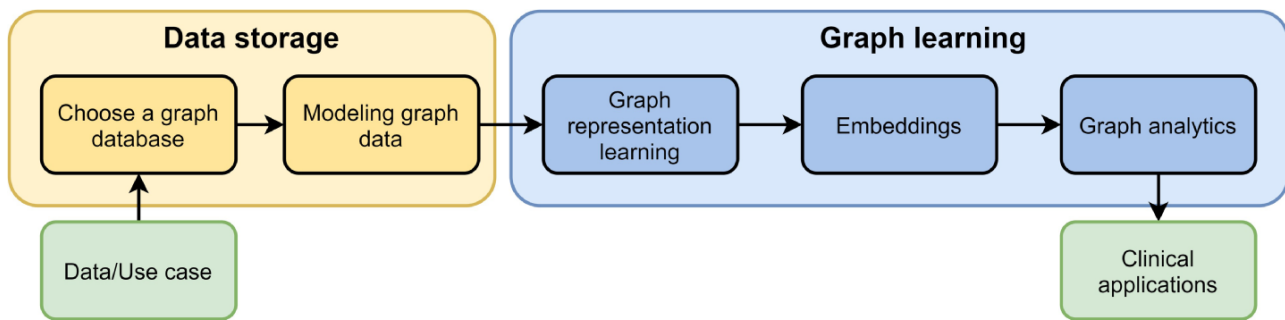 Data storage
Graph learning
Choose a graph
database
Modeling graph
data
Graph
representation
learning
Embeddings
Graph analytics
Data/Use case
Clinical
applications